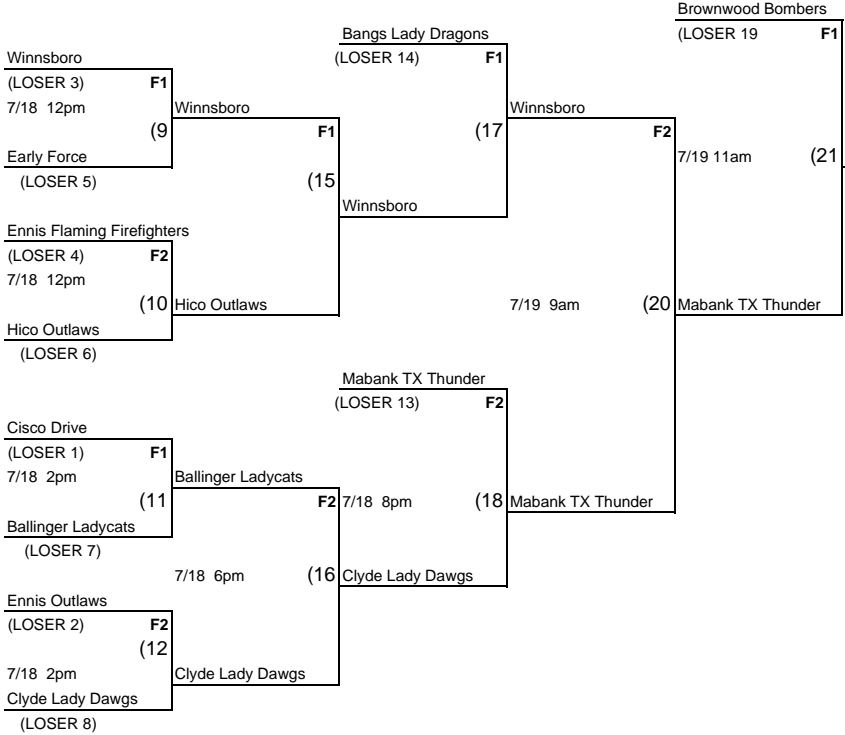 Brownwood Bombers
(LOSER 19 F1
Bangs Lady Dragons
(LOSER 14) F1
Winnsboro
(LOSER 3) F1
7/18 12pm
Winnsboro
(9
F1
Winnsboro
(17
F2
Early Force
7/19 11am (21
(LOSER 5)
(15
Winnsboro
Ennis Flaming Firefighters
(LOSER 4) F2
7/18 12pm
(10 Hico Outlaws
7/19 9am (20 Mabank TX Thunder
Hico Outlaws
(LOSER 6)
Mabank TX Thunder
(LOSER 13) F2
Cisco Drive
(LOSER 1) F1
7/18 2pm
Ballinger Ladycats
(11
F2 7/18 8pm (18 Mabank TX Thunder
Ballinger Ladycats
(LOSER 7)
7/18 6pm (16 Clyde Lady Dawgs
Ennis Outlaws
(LOSER 2) F2
(12
7/18 2pm
Clyde Lady Dawgs
Clyde Lady Dawgs
(LOSER 8)